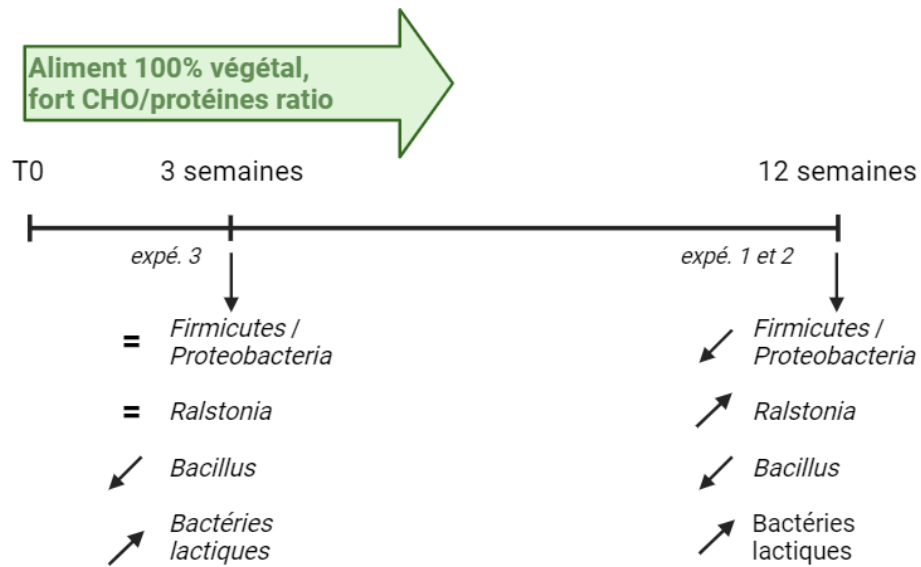 Aliment 100% végétal,
fort CHO/protéines ratio
T0
3 semaines
12 semaines
expé. 3
expé. 1 et 2
= Firmicutes /
Proteobacteria
= Ralstonia
Bacillus
Bactéries
lactiques
Firmicutes /
Proteobacteria
Ralstonia
Bacillus
Bactéries
lactiques